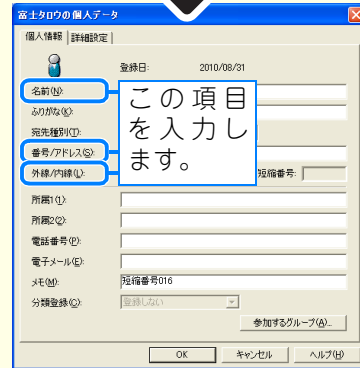 富士タロウの個人データ
個人情報 詳細設定
登録日: 2010/08/31
名前(N):
ふりがな(K):
宛先種別(T):
番号/アドレス(S):
外線/内線(L): 短縮番号:
この項目
を入力し
ます。
所属1(1):
所属2(2):
電話番号(P):
電子メール(E):
メモ(M): 短縮番号016
分類登録(C): 登録しない
参加するグループ(A)...
OK キャンセル ヘルプ(H)